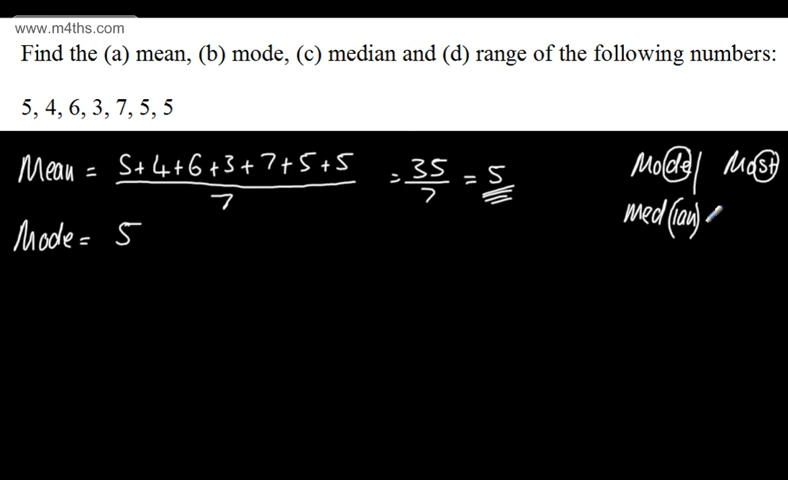 www.m4ths.com
Find the (a) mean, (b) mode, (c) median and (d) range of the following numbers:
5, 4, 6, 3, 7, 5, 5
Mean = 5+4+6+3+7+5+5 / 7 = 35/7 = 5
Mode = 5
Mode | Most
med(ian)